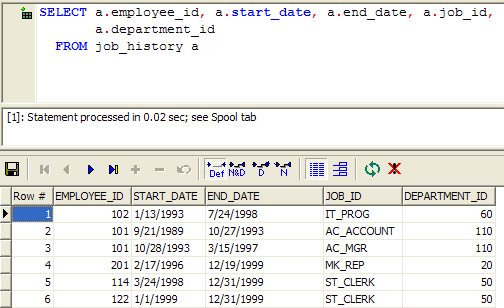 SELECT a.employee_id, a.start_date, a.end_date, a.job_id,
a.department_id
FROM job_history a
[1]: Statement processed in 0.02 sec; see Spool tab
Def N&D D N
Row # EMPLOYEE_ID START_DATE END_DATE JOB_ID DEPARTMENT_ID
1 102 1/13/1993 7/24/1998 IT_PROG 60
2 101 9/21/1989 10/27/1993 AC_ACCOUNT 110
3 101 10/28/1993 3/15/1997 AC_MGR 110
4 201 2/17/1996 12/19/1999 MK_REP 20
5 114 3/24/1998 12/31/1999 ST_CLERK 50
6 122 1/1/1999 12/31/1999 ST_CLERK 50